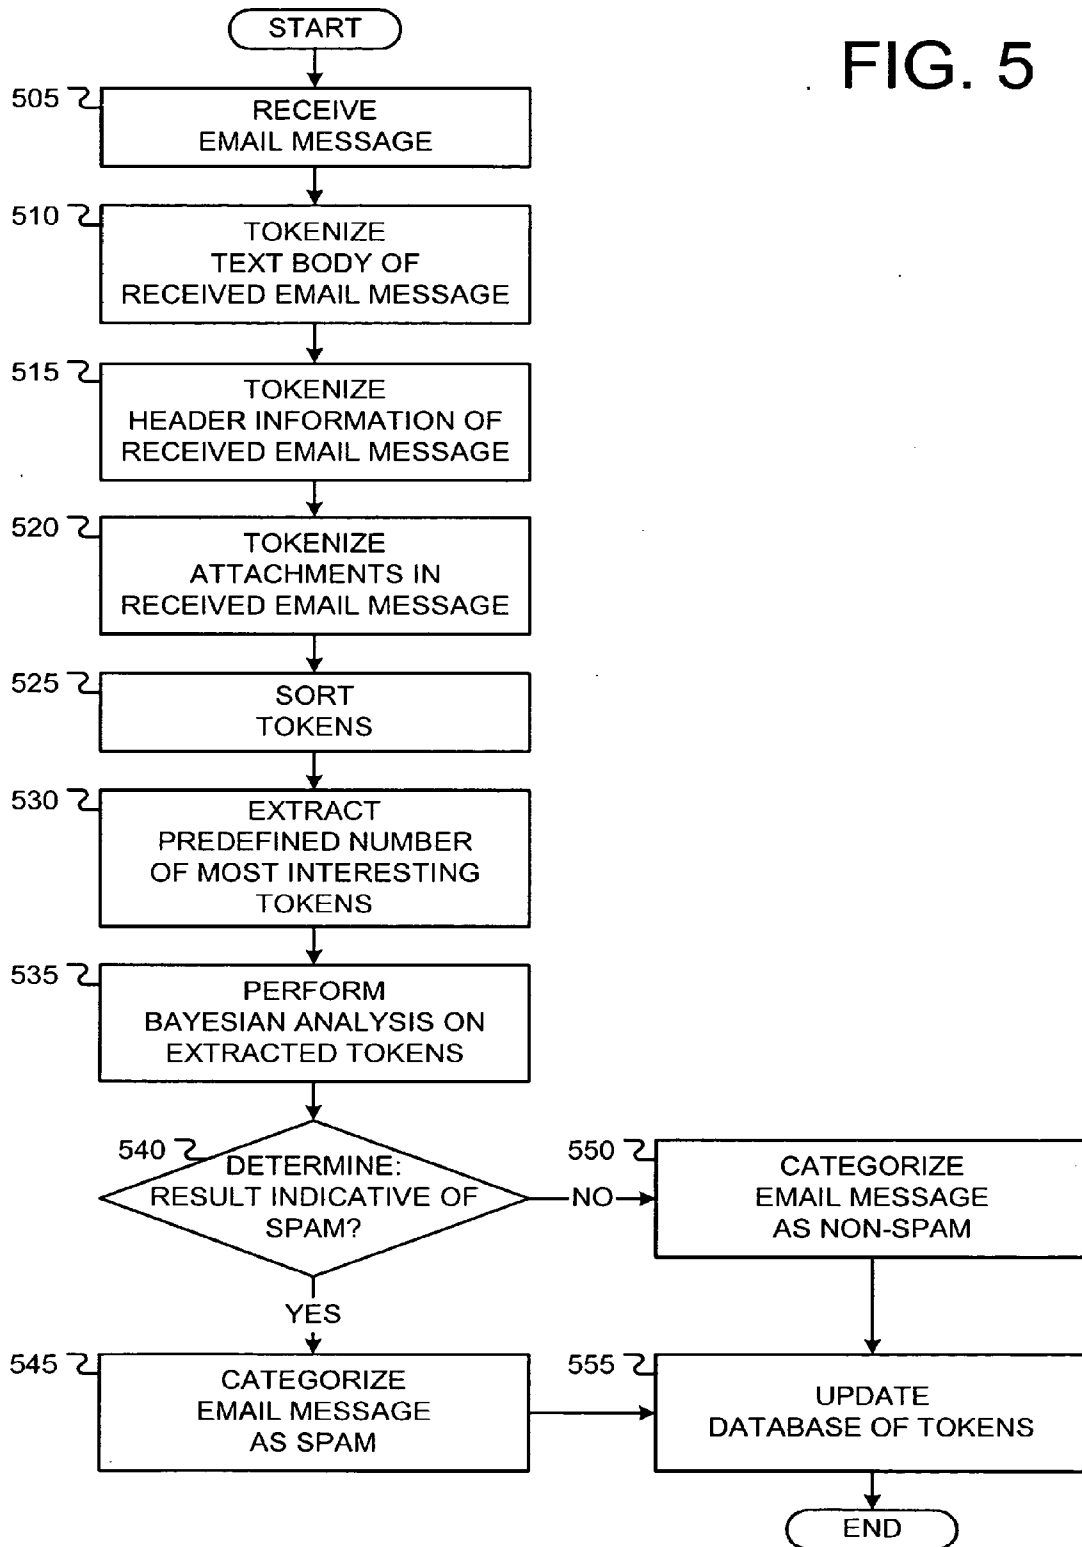 START
FIG. 5
505
RECEIVE
EMAIL MESSAGE
510
TOKENIZE
TEXT BODY OF
RECEIVED EMAIL MESSAGE
515
TOKENIZE
HEADER INFORMATION OF
RECEIVED EMAIL MESSAGE
520
TOKENIZE
ATTACHMENTS IN
RECEIVED EMAIL MESSAGE
525
SORT
TOKENS
530
EXTRACT
PREDEFINED NUMBER
OF MOST INTERESTING
TOKENS
535
PERFORM
BAYESIAN ANALYSIS ON
EXTRACTED TOKENS
540
DETERMINE:
RESULT INDICATIVE OF
SPAM?
NO
550
CATEGORIZE
EMAIL MESSAGE
AS NON-SPAM
YES
545
CATEGORIZE
EMAIL MESSAGE
AS SPAM
555
UPDATE
DATABASE OF TOKENS
END